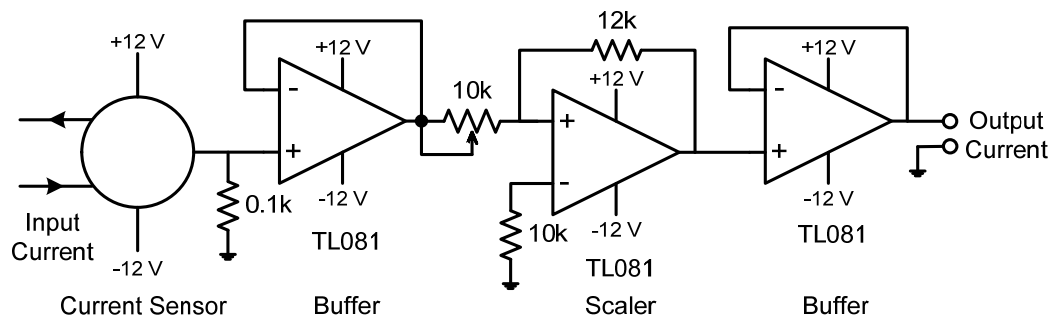 +12 V
Input
Current
-12 V
Current Sensor
0.1k
+12 V
-
+
-12 V
TL081
Buffer
10k
12k
+12 V
+
-
-12 V
10k
TL081
Scaler
+12 V
-
+
-12 V
TL081
Buffer
Output
Current